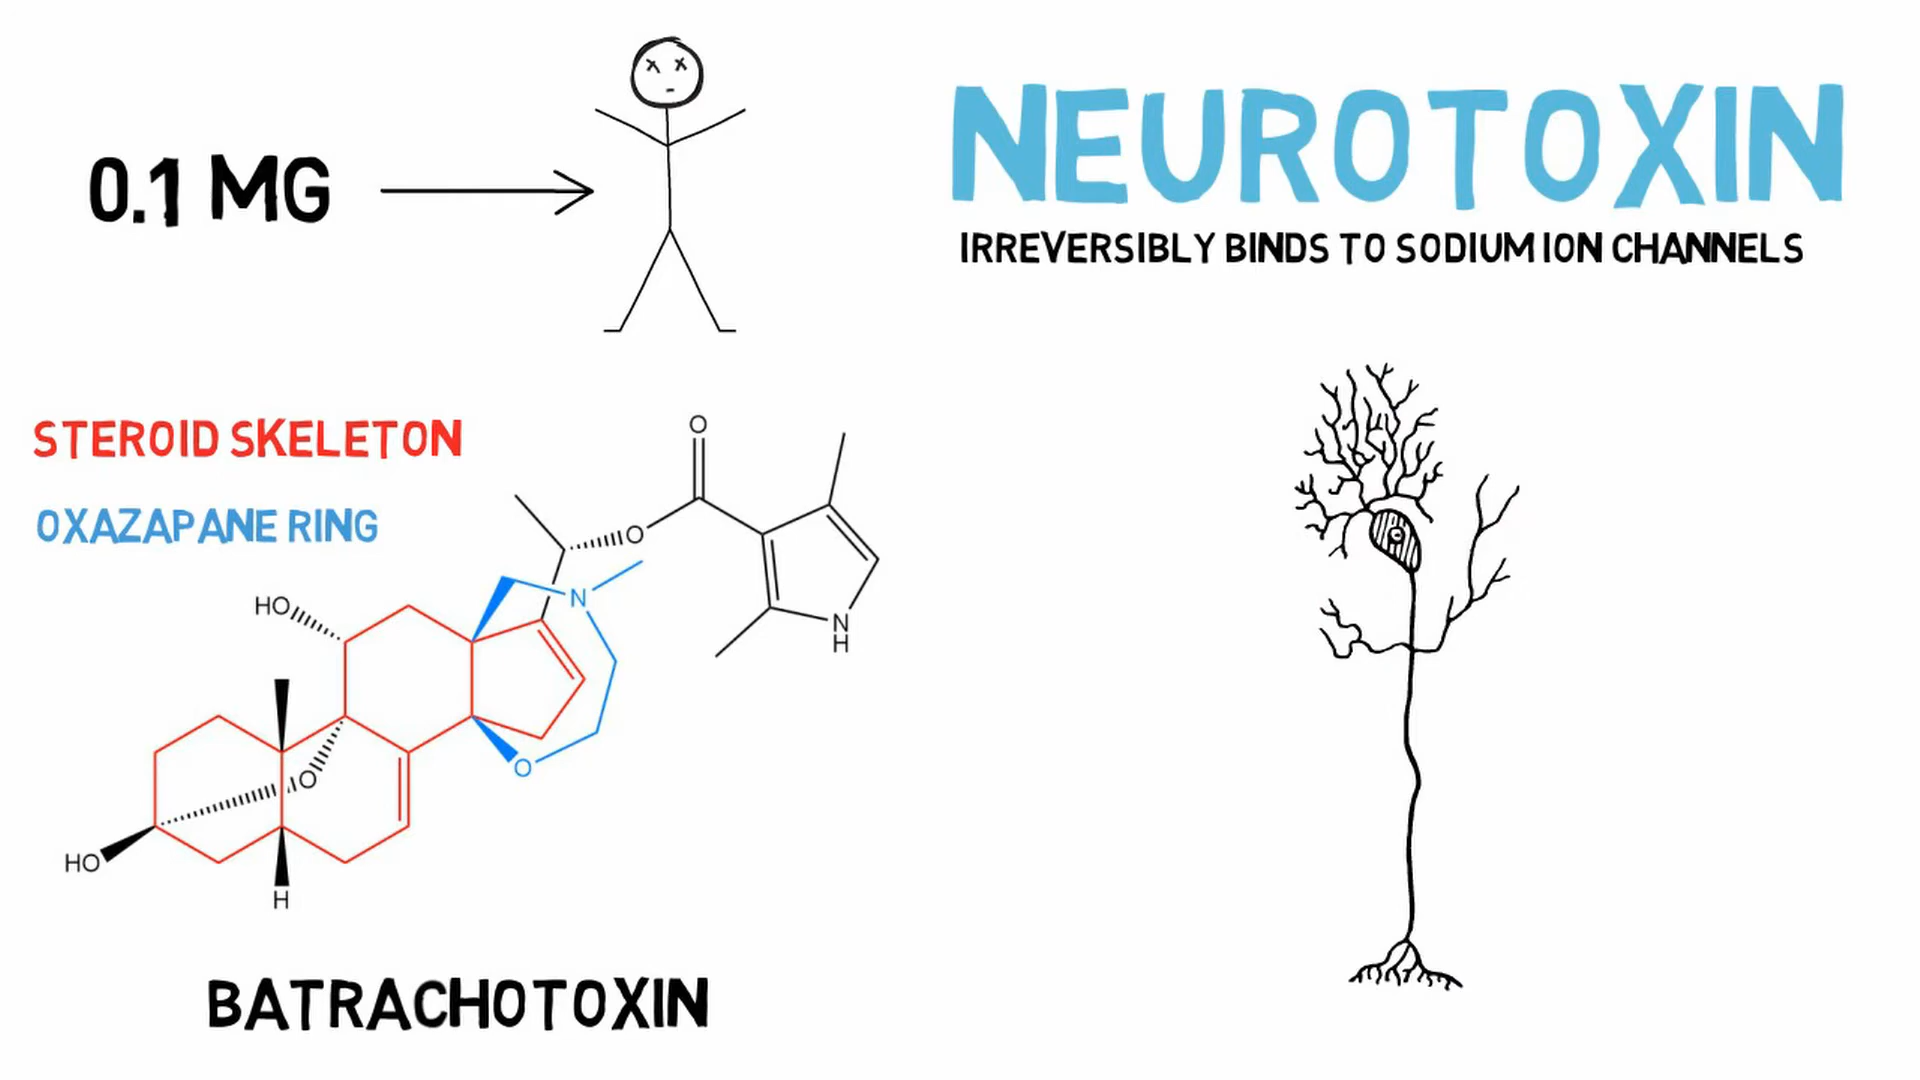 0.1 MG
NEUROTOXIN
IRREVERSIBLY BINDS TO SODIUM ION CHANNELS
STEROID SKELETON
OXAZAPANE RING
O
O
N
N
H
HO
O
O
HO
H
BATRACHOTOXIN